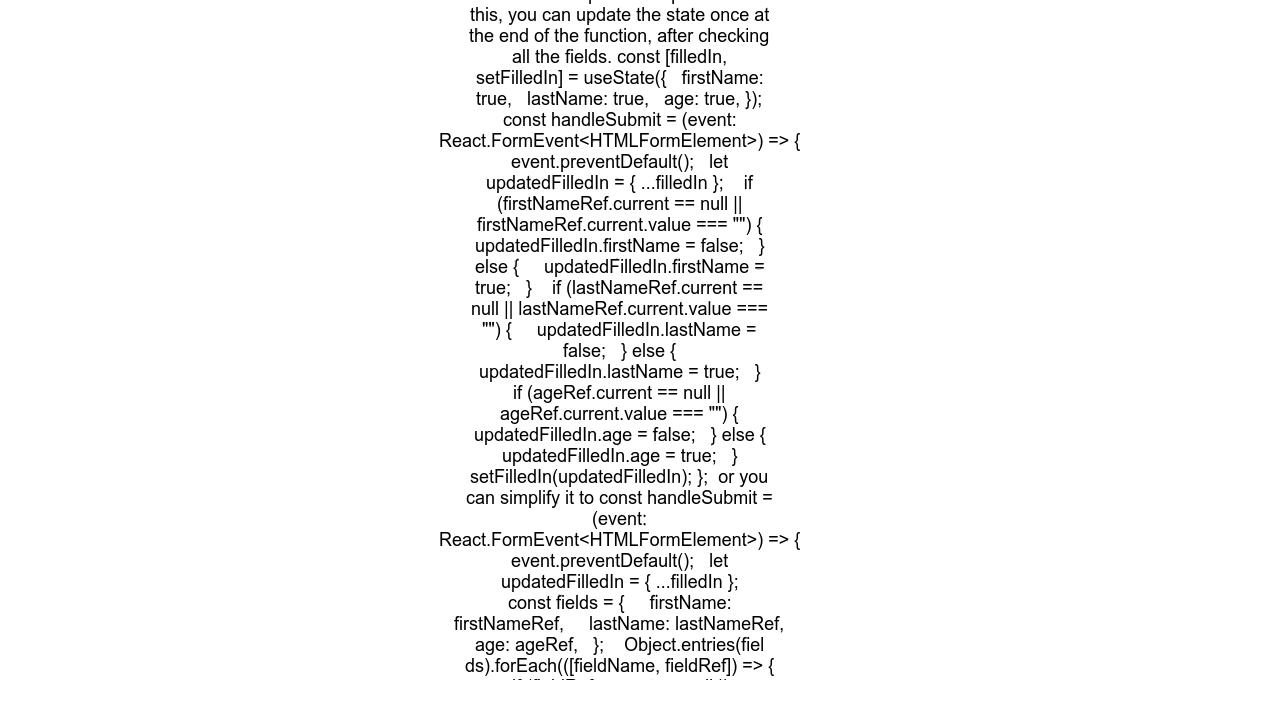 this, you can update the state once at
the end of the function, after checking
all the fields. const [filledIn,
setFilledIn] = useState({   firstName:
true,   lastName: true,   age: true, });
const handleSubmit = (event:
React.FormEvent<HTMLFormElement>) => {
event.preventDefault();   let
updatedFilledIn = { ...filledIn };    if
(firstNameRef.current == null ||
firstNameRef.current.value === "") {
updatedFilledIn.firstName = false;   }
else {     updatedFilledIn.firstName =
true;   }    if (lastNameRef.current ==
null || lastNameRef.current.value ===
"") {     updatedFilledIn.lastName =
false;   } else {
updatedFilledIn.lastName = true;   }
if (ageRef.current == null ||
ageRef.current.value === "") {
updatedFilledIn.age = false;   } else {
updatedFilledIn.age = true;   }
setFilledIn(updatedFilledIn); };  or you
can simplify it to const handleSubmit =
(event:
React.FormEvent<HTMLFormElement>) => {
event.preventDefault();   let
updatedFilledIn = { ...filledIn };
const fields = {     firstName:
firstNameRef,     lastName: lastNameRef,
age: ageRef,   };    Object.entries(fiel
ds).forEach(([fieldName, fieldRef]) => {